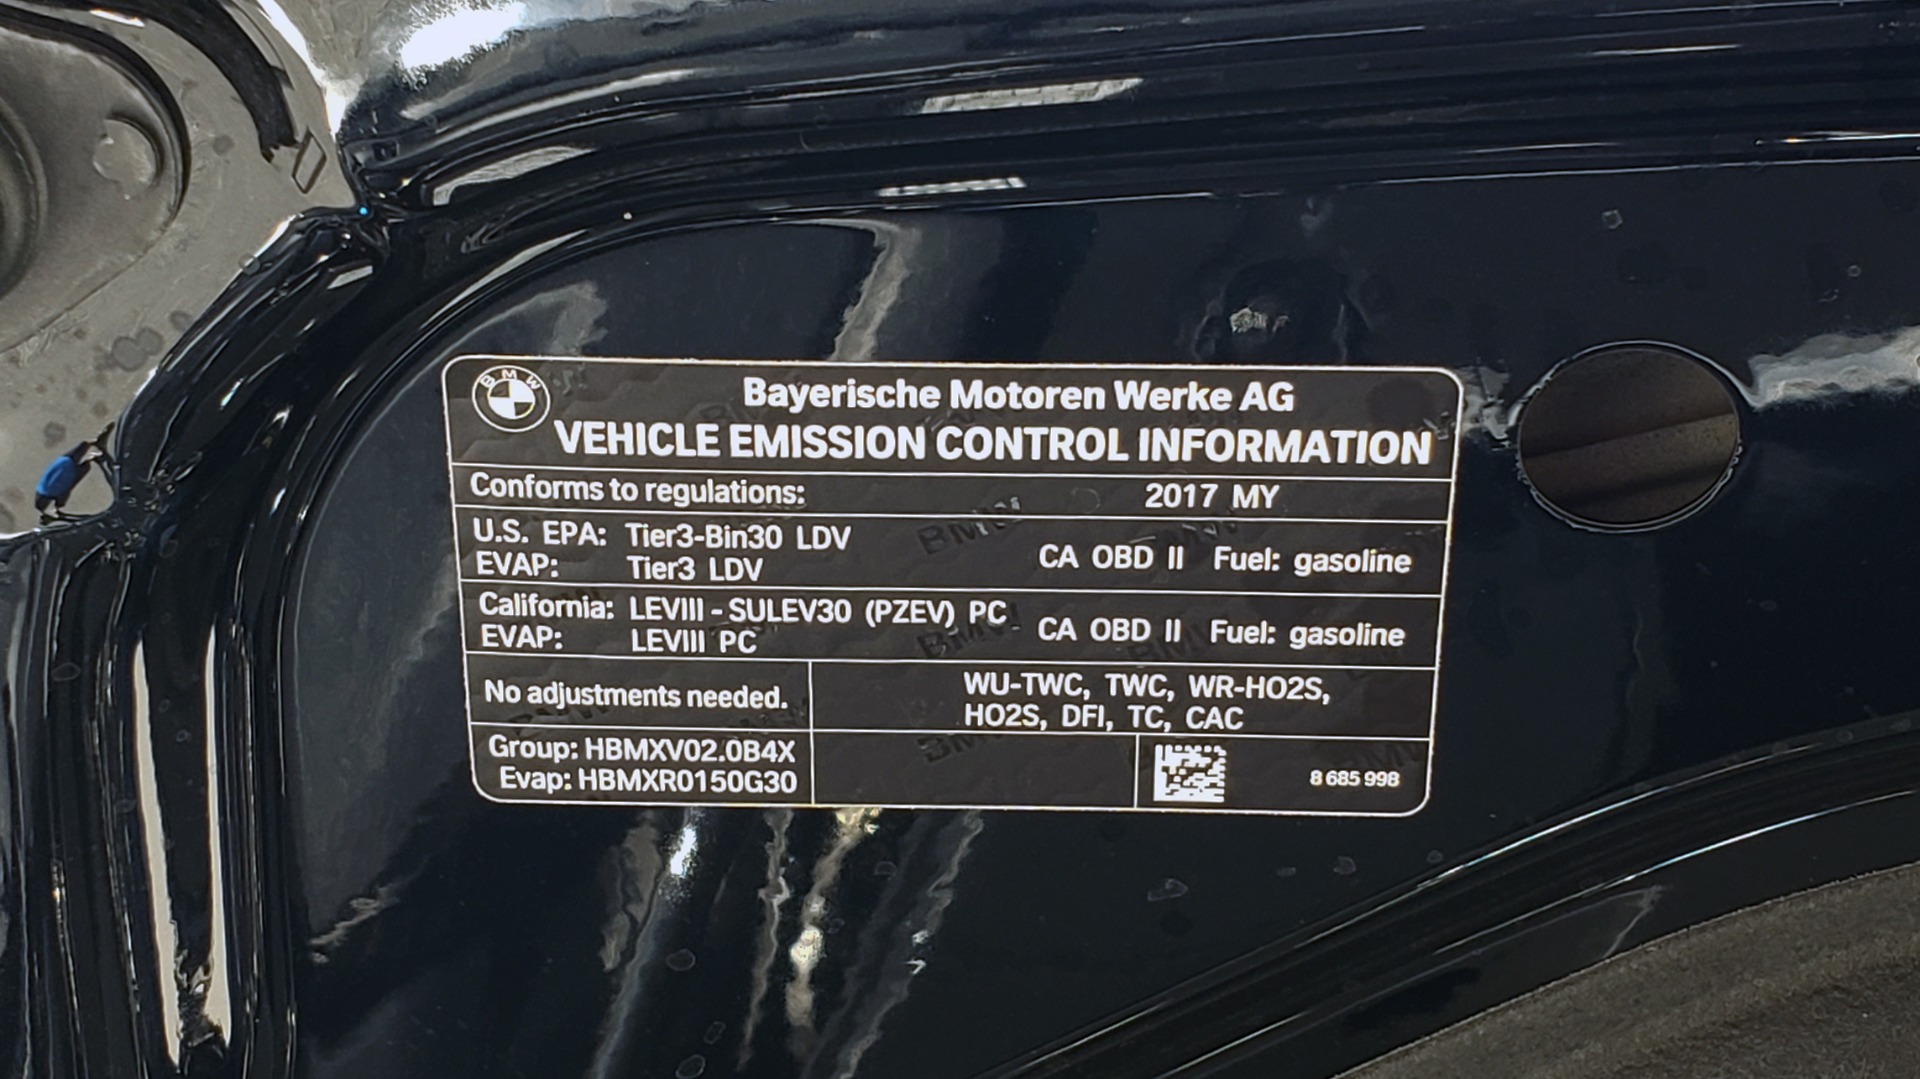 BMW
Bayerische Motoren Werke AG
VEHICLE EMISSION CONTROL INFORMATION
Conforms to regulations: 2017 MY
U.S. EPA: Tier3-Bin30 LDV
EVAP: Tier3 LDV
CA OBD II Fuel: gasoline
California: LEVIII - SULEV30 (PZEV) PC
EVAP: LEVIII PC
CA OBD II Fuel: gasoline
No adjustments needed.
WU-TWC, TWC, WR-HO2S,
HO2S, DFI, TC, CAC
Group: HBMXV02.0B4X
Evap: HBMXR0150G30
8 685 998